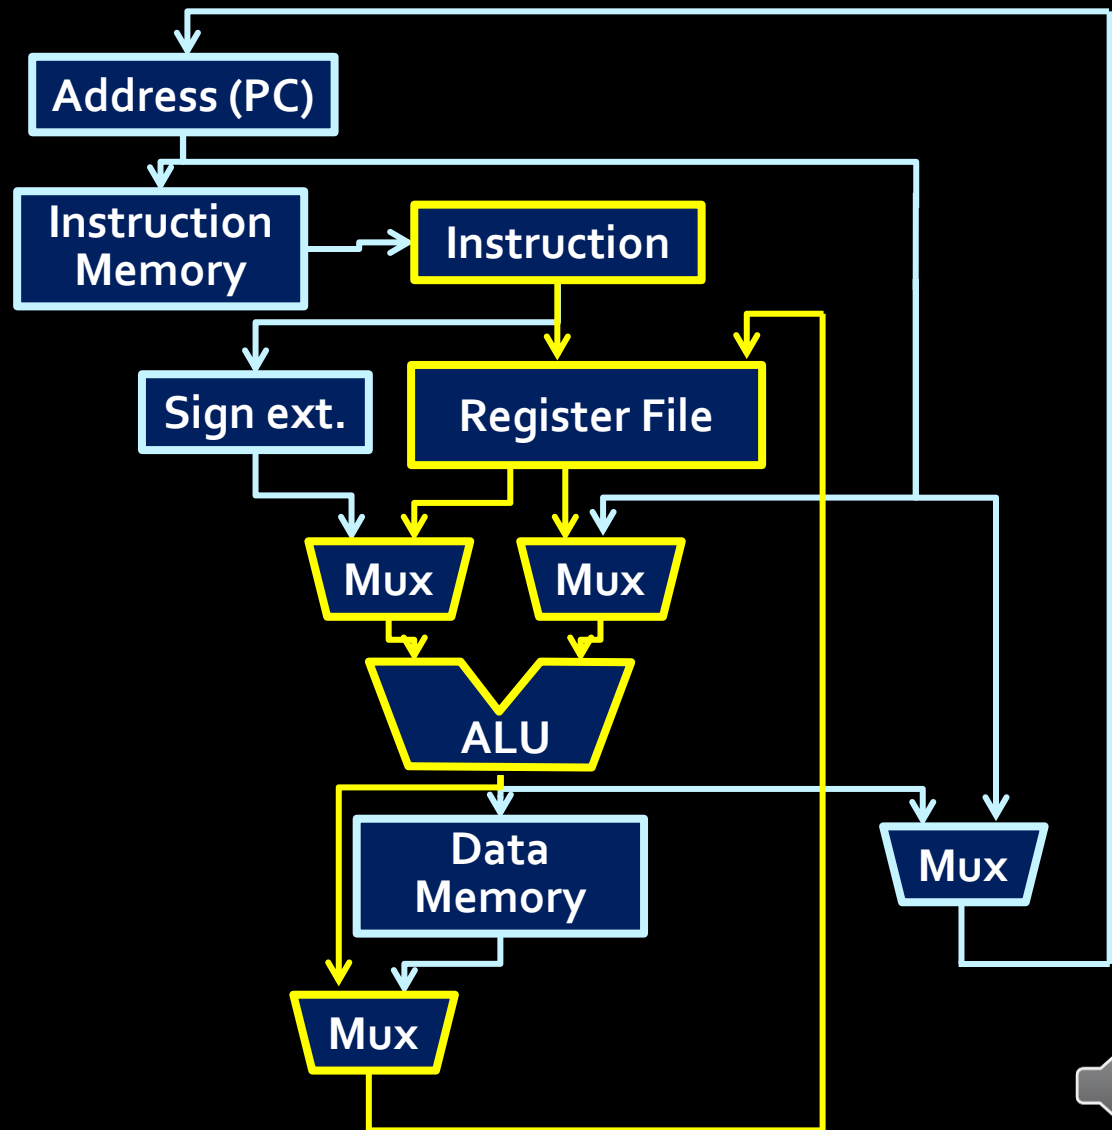 Address (PC)
Instruction
Memory
Instruction
Sign ext.
Register File
Mux
Mux
ALU
Data
Memory
Mux
Mux